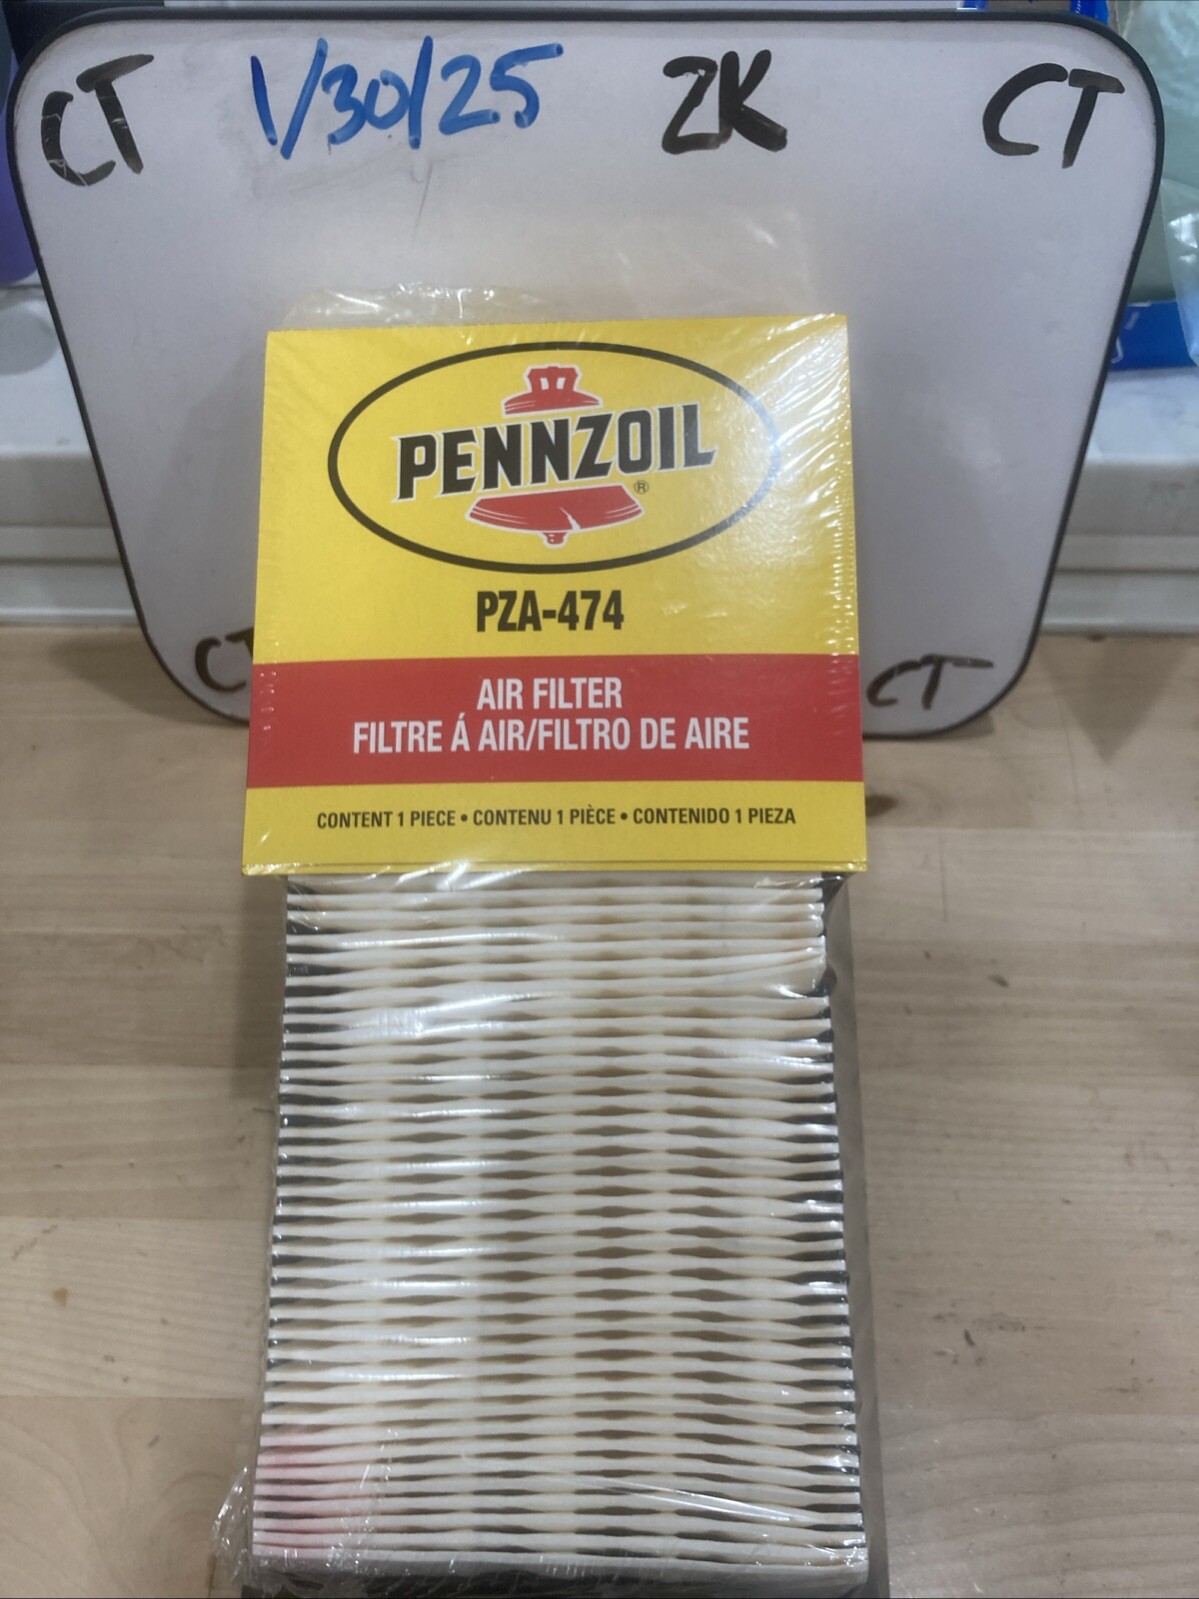 CT 1/30/25 ZK CT
PENNZOIL
®
PZA-474
CT
CT
AIR FILTER
FILTRE Á AIR/FILTRO DE AIRE
CONTENT 1 PIECE • CONTENU 1 PIÈCE • CONTENIDO 1 PIEZA